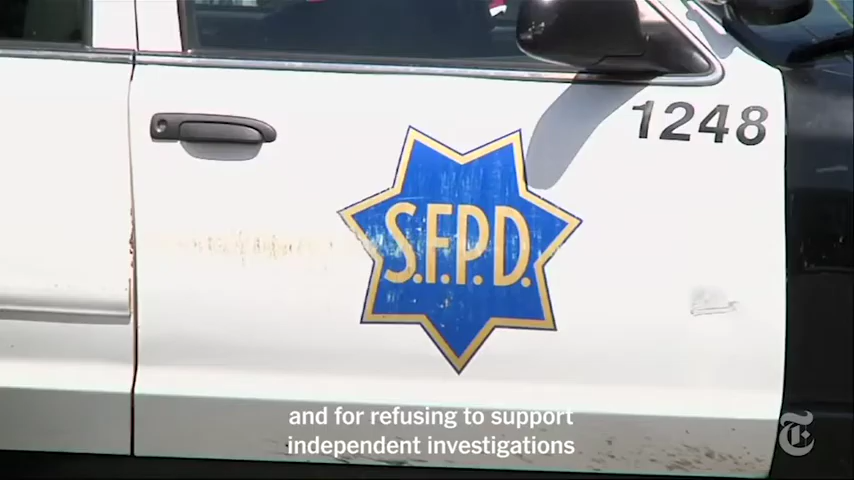 1248
S.F.P.D.
and for refusing to support
independent investigations
T